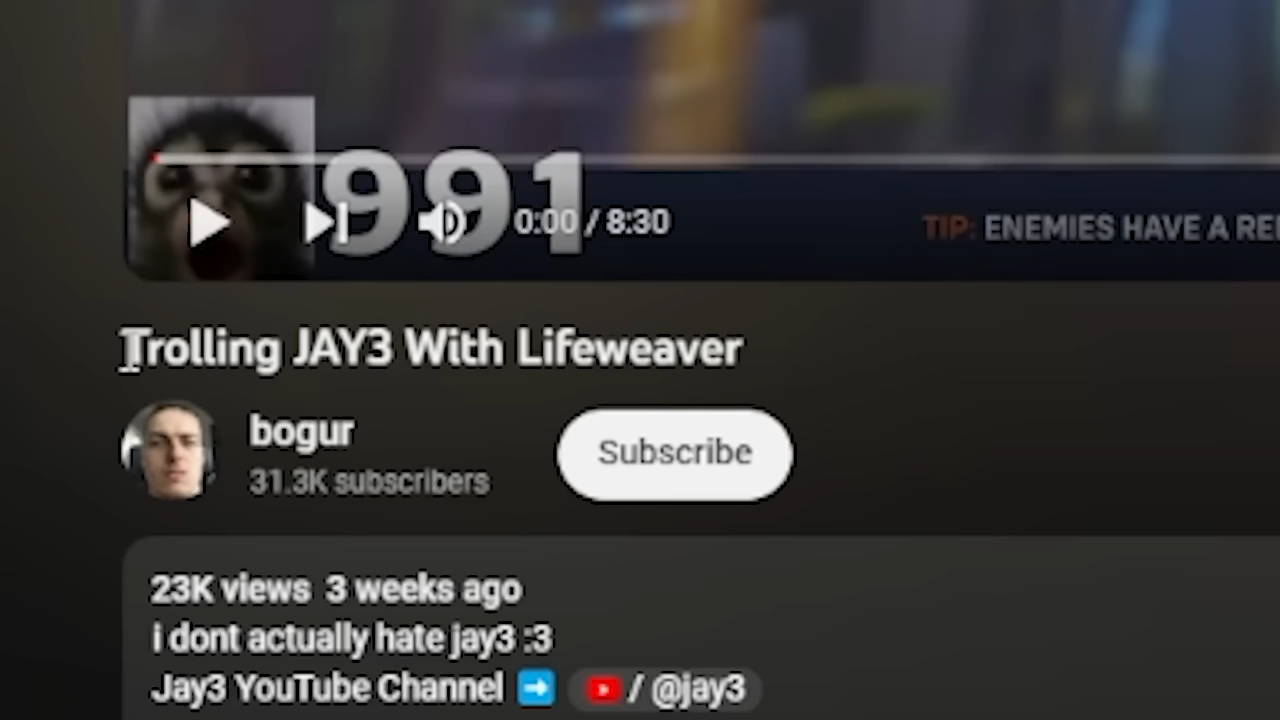 991
0:00 / 8:30
TIP: ENEMIES HAVE A
Trolling JAY3 With Lifeweaver
bogur
31.3K subscribers
Subscribe
23K views 3 weeks ago
i dont actually hate jay3 :3
Jay3 YouTube Channel ➡️ / @jay3